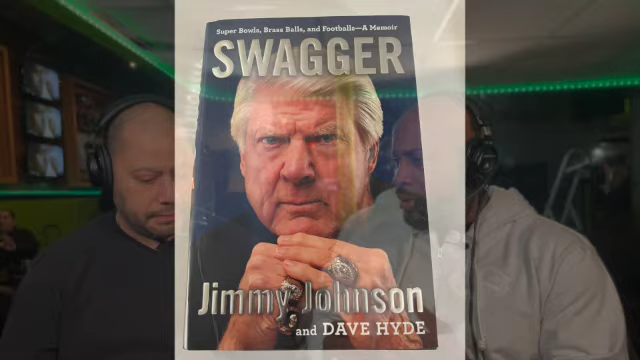 Super Bowls, Brass Balls, and Footballs—A Memoir
SWAGGER
Jimmy Johnson
and DAVE HYDE